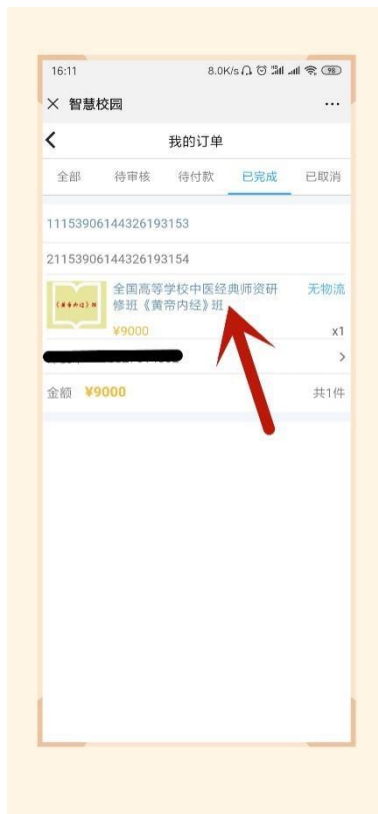 16:11 8.0K/s 98
智慧校园
我的订单
全部 待审核 待付款 已完成 已取消
11153906144326193153
21153906144326193154
全国高等学校中医经典师资研 无物流
修班《黄帝内经》班
¥9000 x1
金额 ¥9000 共1件